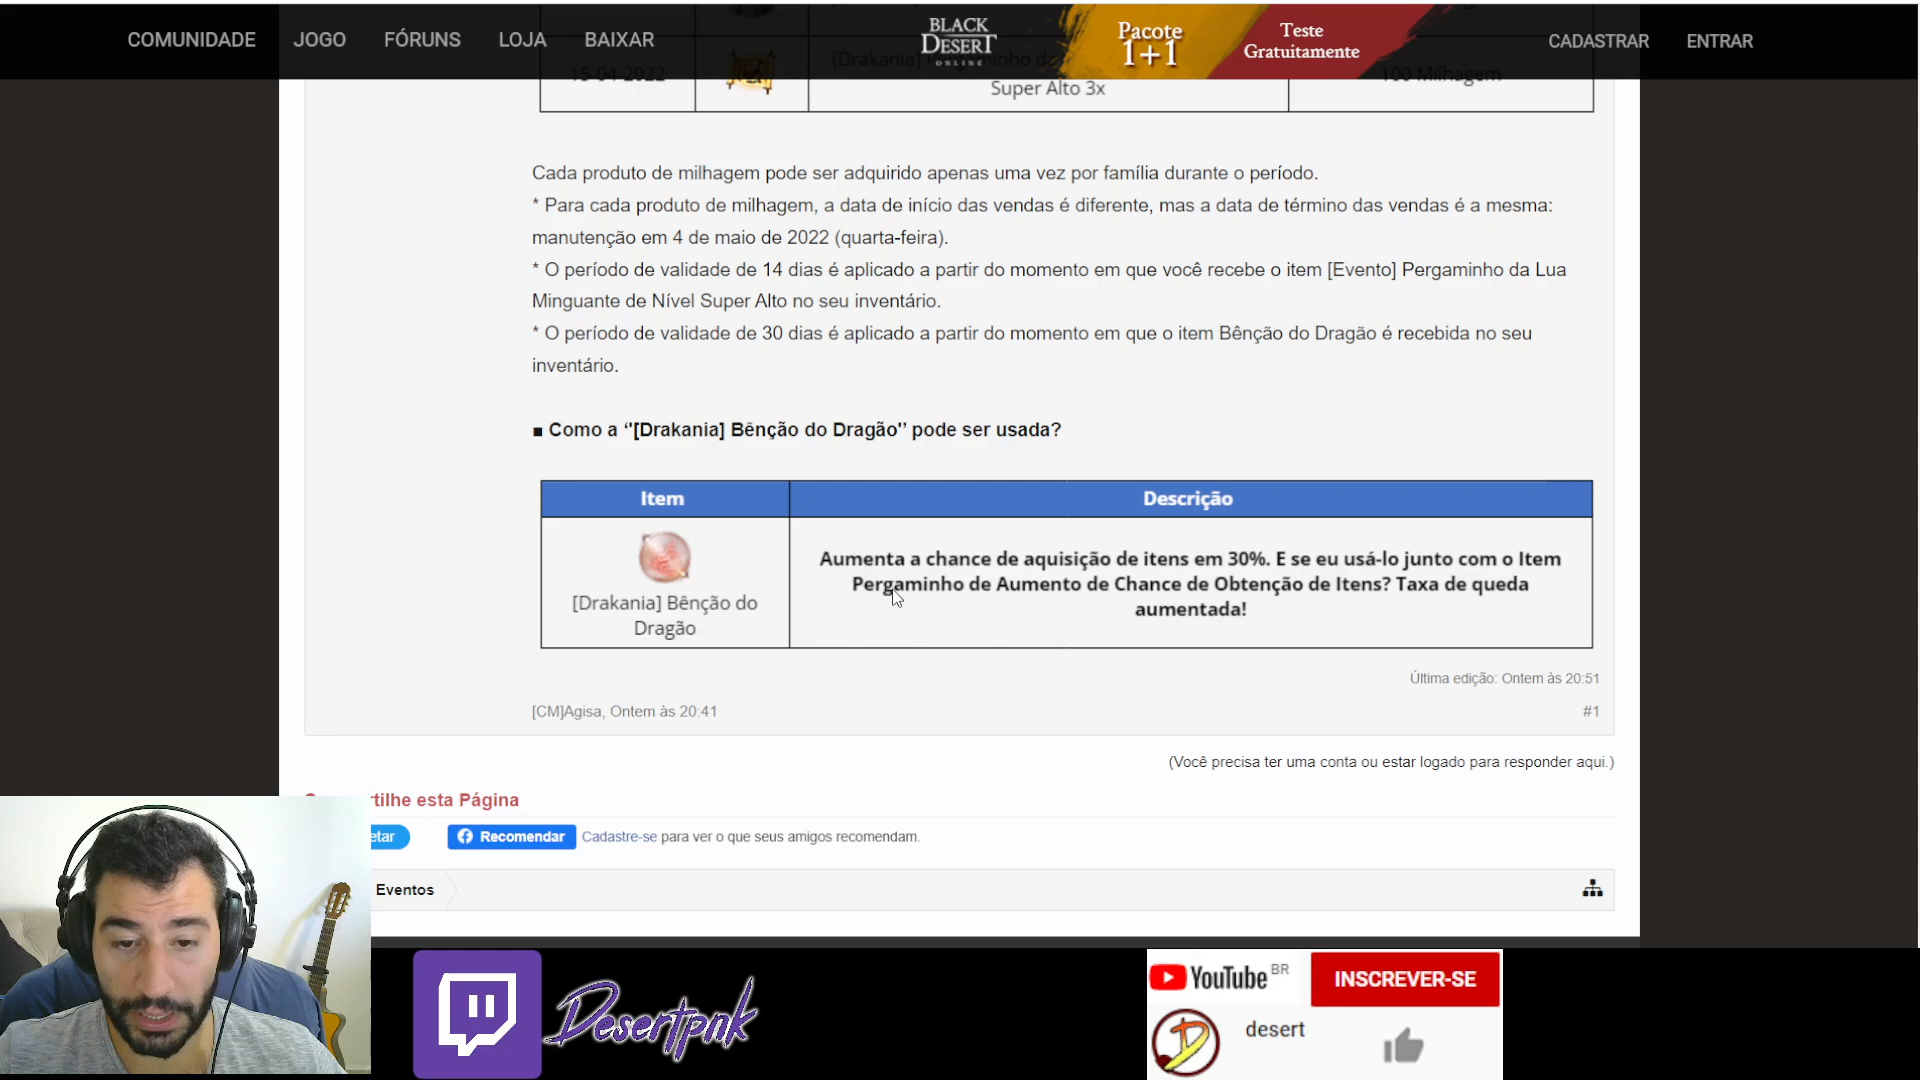 COMUNIDADE JOGO FÓRUNS LOJA BAIXAR
BLACK
DESERT
ONLINE
Pacote
1+1
Teste
Gratuitamente
CADASTRAR ENTRAR
15-04-2022 [Drakania] 100 Milhagem
Super Alto 3x
Cada produto de milhagem pode ser adquirido apenas uma vez por família durante o período.
* Para cada produto de milhagem, a data de início das vendas é diferente, mas a data de término das vendas é a mesma:
manutenção em 4 de maio de 2022 (quarta-feira).
* O período de validade de 14 dias é aplicado a partir do momento em que você recebe o item [Evento] Pergaminho da Lua
Minguante de Nível Super Alto no seu inventário.
* O período de validade de 30 dias é aplicado a partir do momento em que o item Bênção do Dragão é recebida no seu
inventário.
■ Como a “[Drakania] Bênção do Dragão” pode ser usada?
Item Descrição
[Drakania] Bênção do
Dragão
Aumenta a chance de aquisição de itens em 30%. E se eu usá-lo junto com o Item
Pergaminho de Aumento de Chance de Obtenção de Itens? Taxa de queda
aumentada!
Última edição: Ontem às 20:51
[CM]Agisa, Ontem às 20:41 #1
(Você precisa ter uma conta ou estar logado para responder aqui.)
tilhe esta Página
etar Recomendar Cadastre-se para ver o que seus amigos recomendam.
Eventos
Desertpnk
YouTube BR
INSCREVER-SE
desert